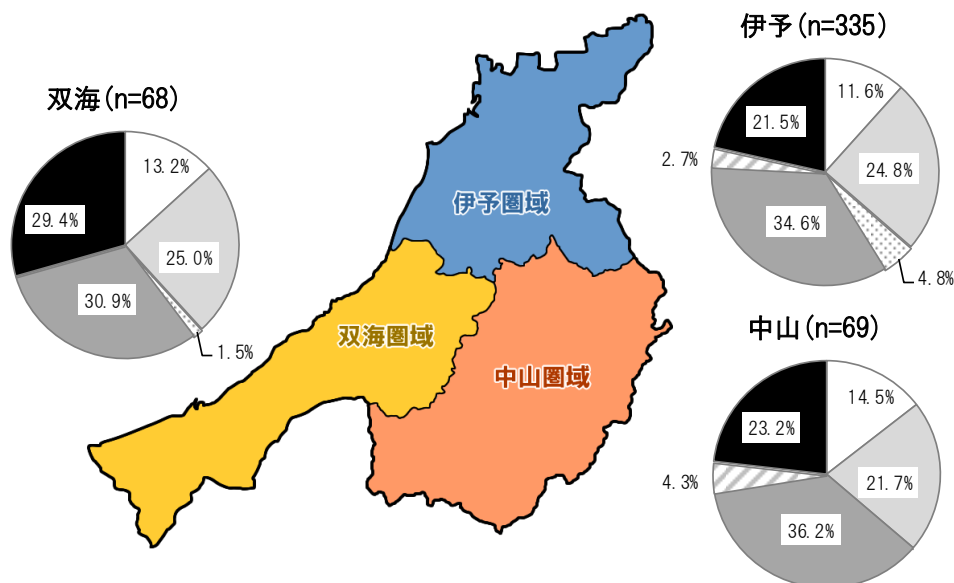 伊予(n=335)
11.6%
24.8%
4.8%
34.6%
2.7%
21.5%
双海(n=68)
13.2%
25.0%
1.5%
30.9%
29.4%
伊予圏域
双海圏域
中山圏域
中山(n=69)
14.5%
21.7%
36.2%
4.3%
23.2%